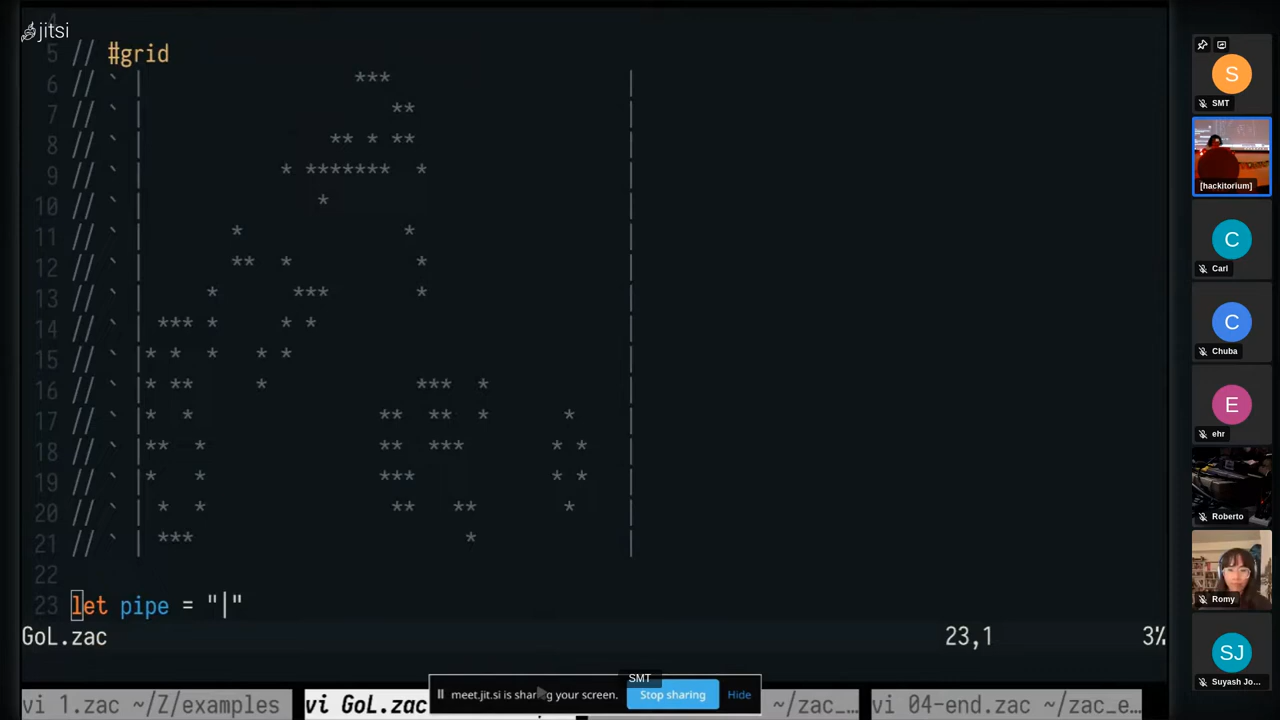 jitsi
4
5 // #grid
6 // ` |                 ***                   |
7 // ` |                    **                 |
8 // ` |               ** * **                 |
9 // ` |           * *******  *                |
10 // ` |              *                        |
11 // ` |       *             *                 |
12 // ` |       **  *          *                |
13 // ` |     *      ***       *                |
14 // ` | *** *     * *                         |
15 // ` |* *  *   * *                           |
16 // ` |* **     *            ***  *           |
17 // ` |*  *               **  **  *      *    |
18 // ` |**  *              **  ***       * *   |
19 // ` |*   *              ***           * *   |
20 // ` | *  *               **   **       *    |
21 // ` | ***                      *            |
22
23 let pipe = "|"
GoL.zac 23,1 3%
SMT
meet.jit.si is sharing your screen. Stop sharing Hide
vi 1.zac ~/Z/examples vi GoL.zac ~/zac_… vi 04-end.zac ~/zac_e…
S
SMT
[hackitorium]
C
Carl
C
Chuba
E
ehr
Roberto
Romy
SJ
Suyash Jo...